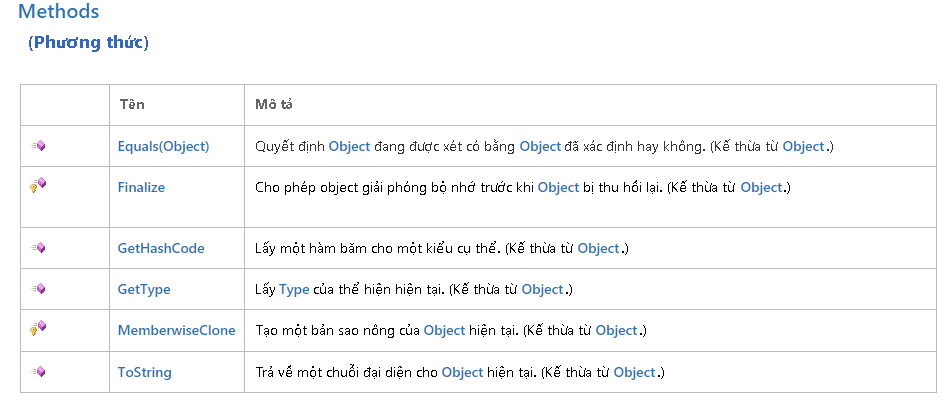 Methods
(Phương thức)
Tên Mô tả
Equals(Object) Quyết định Object đang được xét có bằng Object đã xác định hay không. (Kế thừa từ Object.)
Finalize Cho phép object giải phóng bộ nhớ trước khi Object bị thu hồi lại. (Kế thừa từ Object.)
GetHashCode Lấy một hàm băm cho một kiểu cụ thể. (Kế thừa từ Object.)
GetType Lấy Type của thể hiện hiện tại. (Kế thừa từ Object.)
MemberwiseClone Tạo một bản sao nông của Object hiện tại. (Kế thừa từ Object.)
ToString Trả về một chuỗi đại diện cho Object hiện tại. (Kế thừa từ Object.)